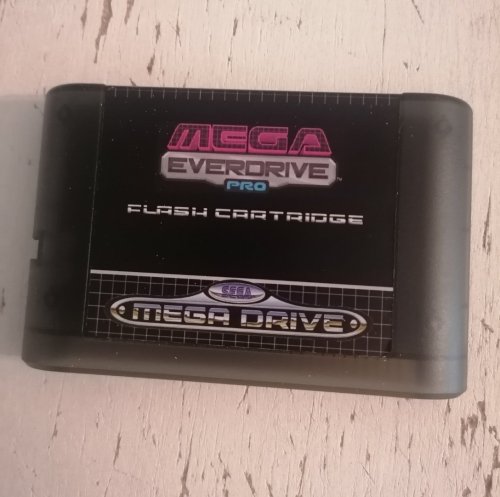 MEGA
EVERDRIVE
PRO
FLASH CARTRIDGE
SEGA
MEGA DRIVE